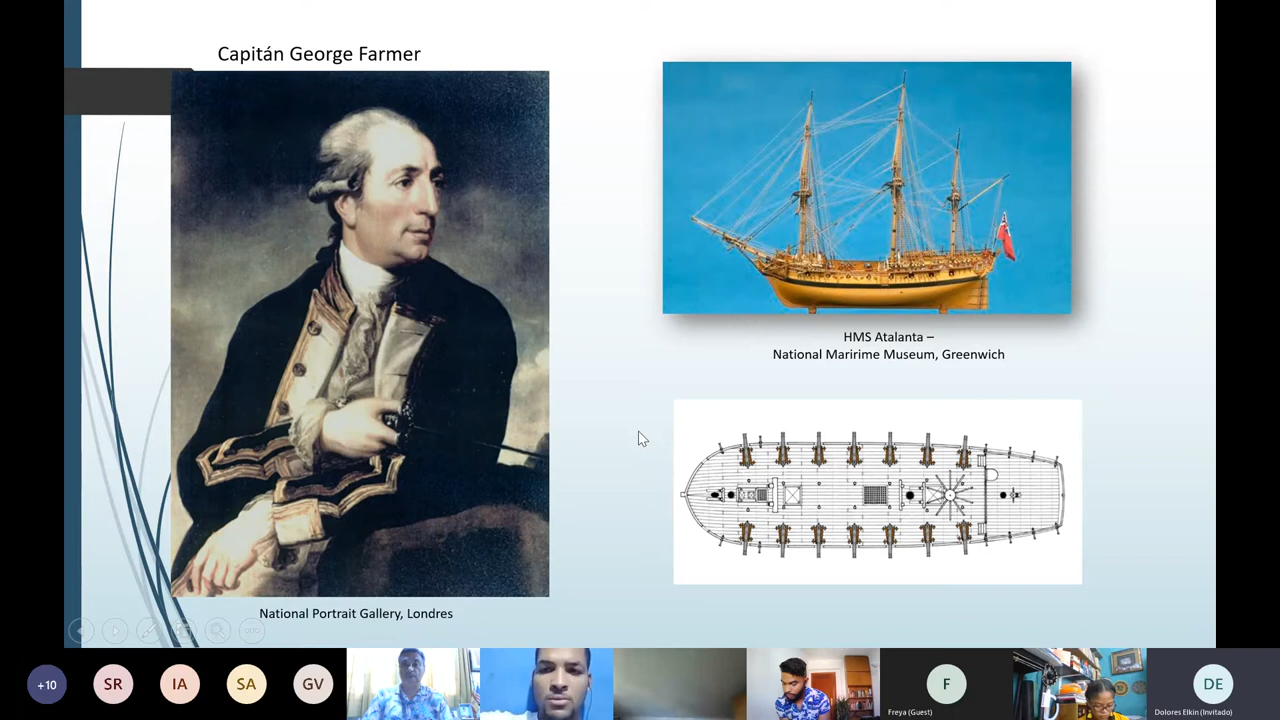 Capitán George Farmer
National Portrait Gallery, Londres
HMS Atalanta –
National Maririme Museum, Greenwich
+10
SR
IA
SA
GV
F
Freya (Guest)
DE
Dolores Elkin (Invitado)